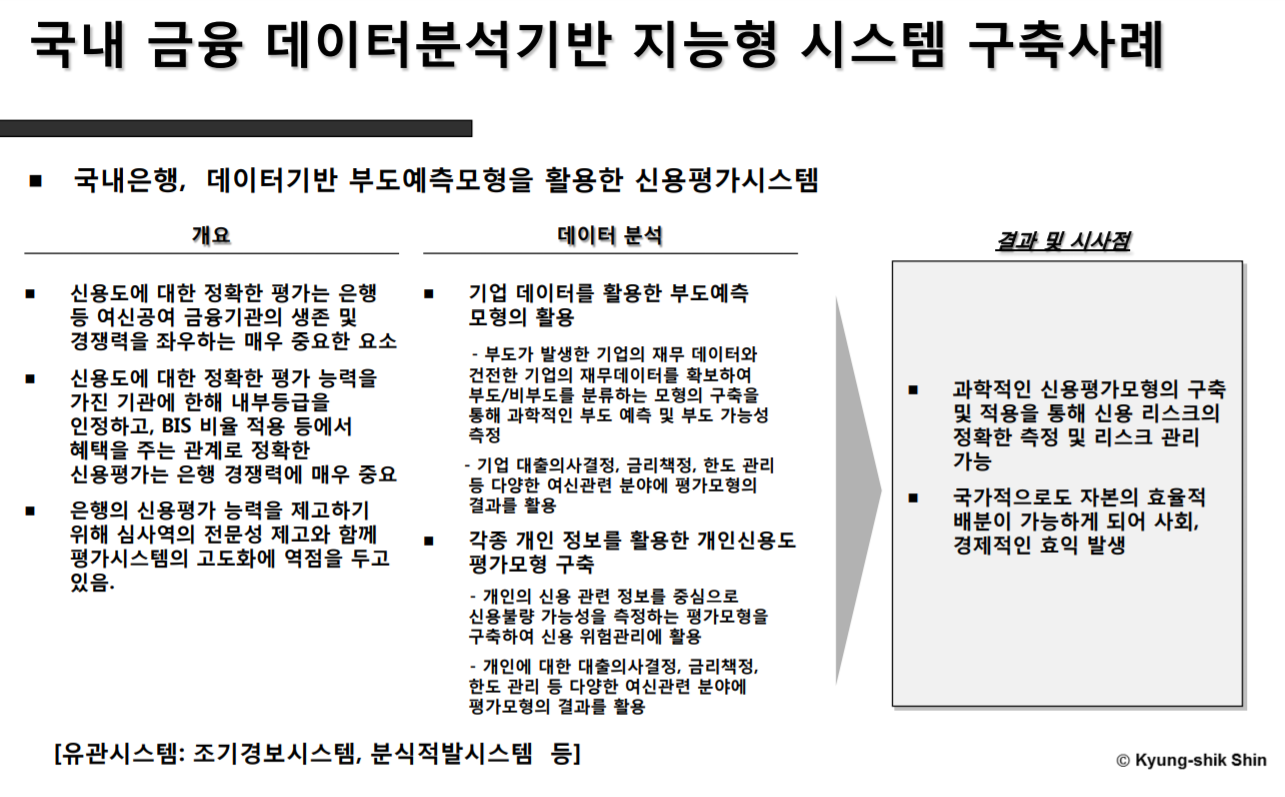 국내 금융 데이터분석기반 지능형 시스템 구축사례
■ 국내은행, 데이터기반 부도예측모형을 활용한 신용평가시스템
개요
■ 신용도에 대한 정확한 평가는 은행
등 여신공여 금융기관의 생존 및
경쟁력을 좌우하는 매우 중요한 요소
■ 신용도에 대한 정확한 평가 능력을
가진 기관에 한해 내부등급을
인정하고, BIS 비율 적용 등에서
혜택을 주는 관계로 정확한
신용평가는 은행 경쟁력에 매우 중요
■ 은행의 신용평가 능력을 제고하기
위해 심사역의 전문성 제고와 함께
평가시스템의 고도화에 역점을 두고
있음.
데이터 분석
■ 기업 데이터를 활용한 부도예측
모형의 활용
- 부도가 발생한 기업의 재무 데이터와
건전한 기업의 재무데이터를 확보하여
부도/비부도를 분류하는 모형의 구축을
통해 과학적인 부도 예측 및 부도 가능성
측정
- 기업 대출의사결정, 금리책정, 한도 관리
등 다양한 여신관련 분야에 평가모형의
결과를 활용
■ 각종 개인 정보를 활용한 개인신용도
평가모형 구축
- 개인의 신용 관련 정보를 중심으로
신용불량 가능성을 측정하는 평가모형을
구축하여 신용 위험관리에 활용
- 개인에 대한 대출의사결정, 금리책정,
한도 관리 등 다양한 여신관련 분야에
평가모형의 결과를 활용
결과 및 시사점
■ 과학적인 신용평가모형의 구축
및 적용을 통해 신용 리스크의
정확한 측정 및 리스크 관리
가능
■ 국가적으로도 자본의 효율적
배분이 가능하게 되어 사회,
경제적인 효익 발생
[유관시스템: 조기경보시스템, 분식적발시스템 등]
© Kyung-shik Shin